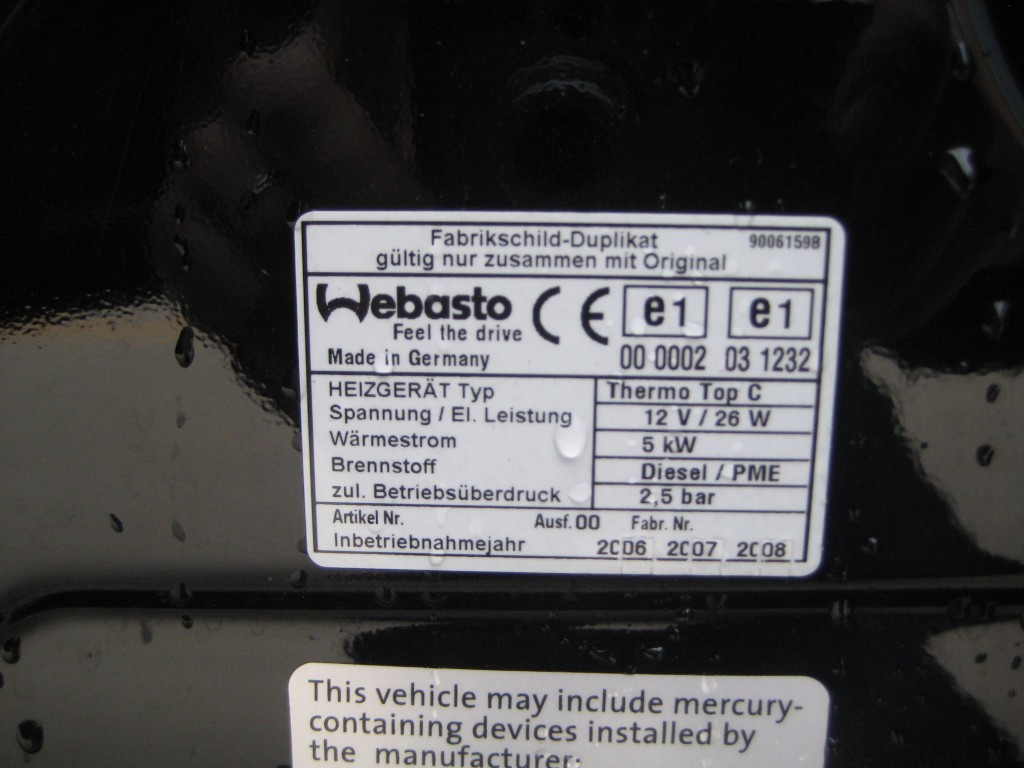 Fabrikschild-Duplikat 90061598
gültig nur zusammen mit Original
Webasto CE e1 e1
Feel the drive
Made in Germany 00 0002 03 1232
HEIZGERÄT Typ Thermo Top C
Spannung / El. Leistung 12 V / 26 W
Wärmestrom 5 kW
Brennstoff Diesel / PME
zul. Betriebsüberdruck 2,5 bar
Artikel Nr. Ausf. 00 Fabr. Nr.
Inbetriebnahmejahr 2006 2007 2008
This vehicle may include mercury-
containing devices installed by
the manufacturer: